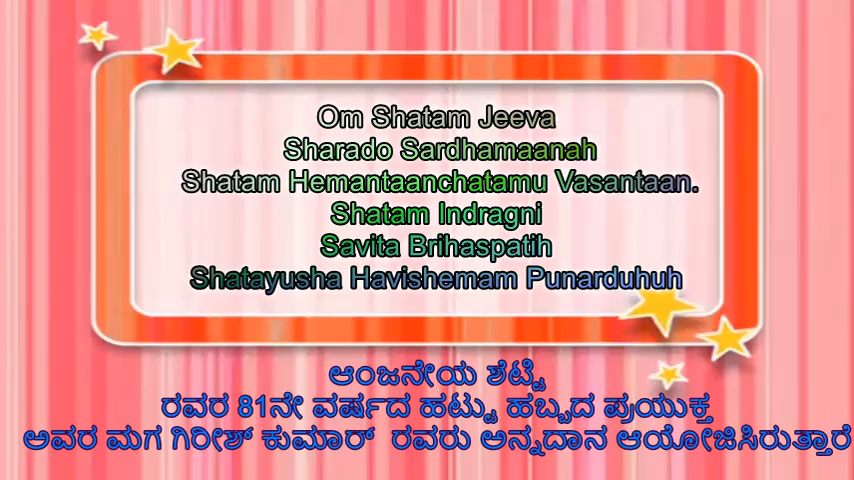 Om Shatam Jeeva
Sharado Sardhamaanah
Shatam Hemantaanchatamu Vasantaan.
Shatam Indragni
Savita Brihaspatih
Shatayusha Havishemam Punarduhuh
ಆಂಜನೇಯ ಶೆಟ್ಟಿ
ರವರ 81ನೇ ವರ್ಷದ ಹಟ್ಟು ಹಬ್ಬದ ಪ್ರಯುಕ್ತ
ಅವರ ಮಗ ಗಿರೀಶ್ ಕುಮಾರ್ ರವರು ಅನ್ನದಾನ ಆಯೋಜಿಸಿರುತ್ತಾರೆ